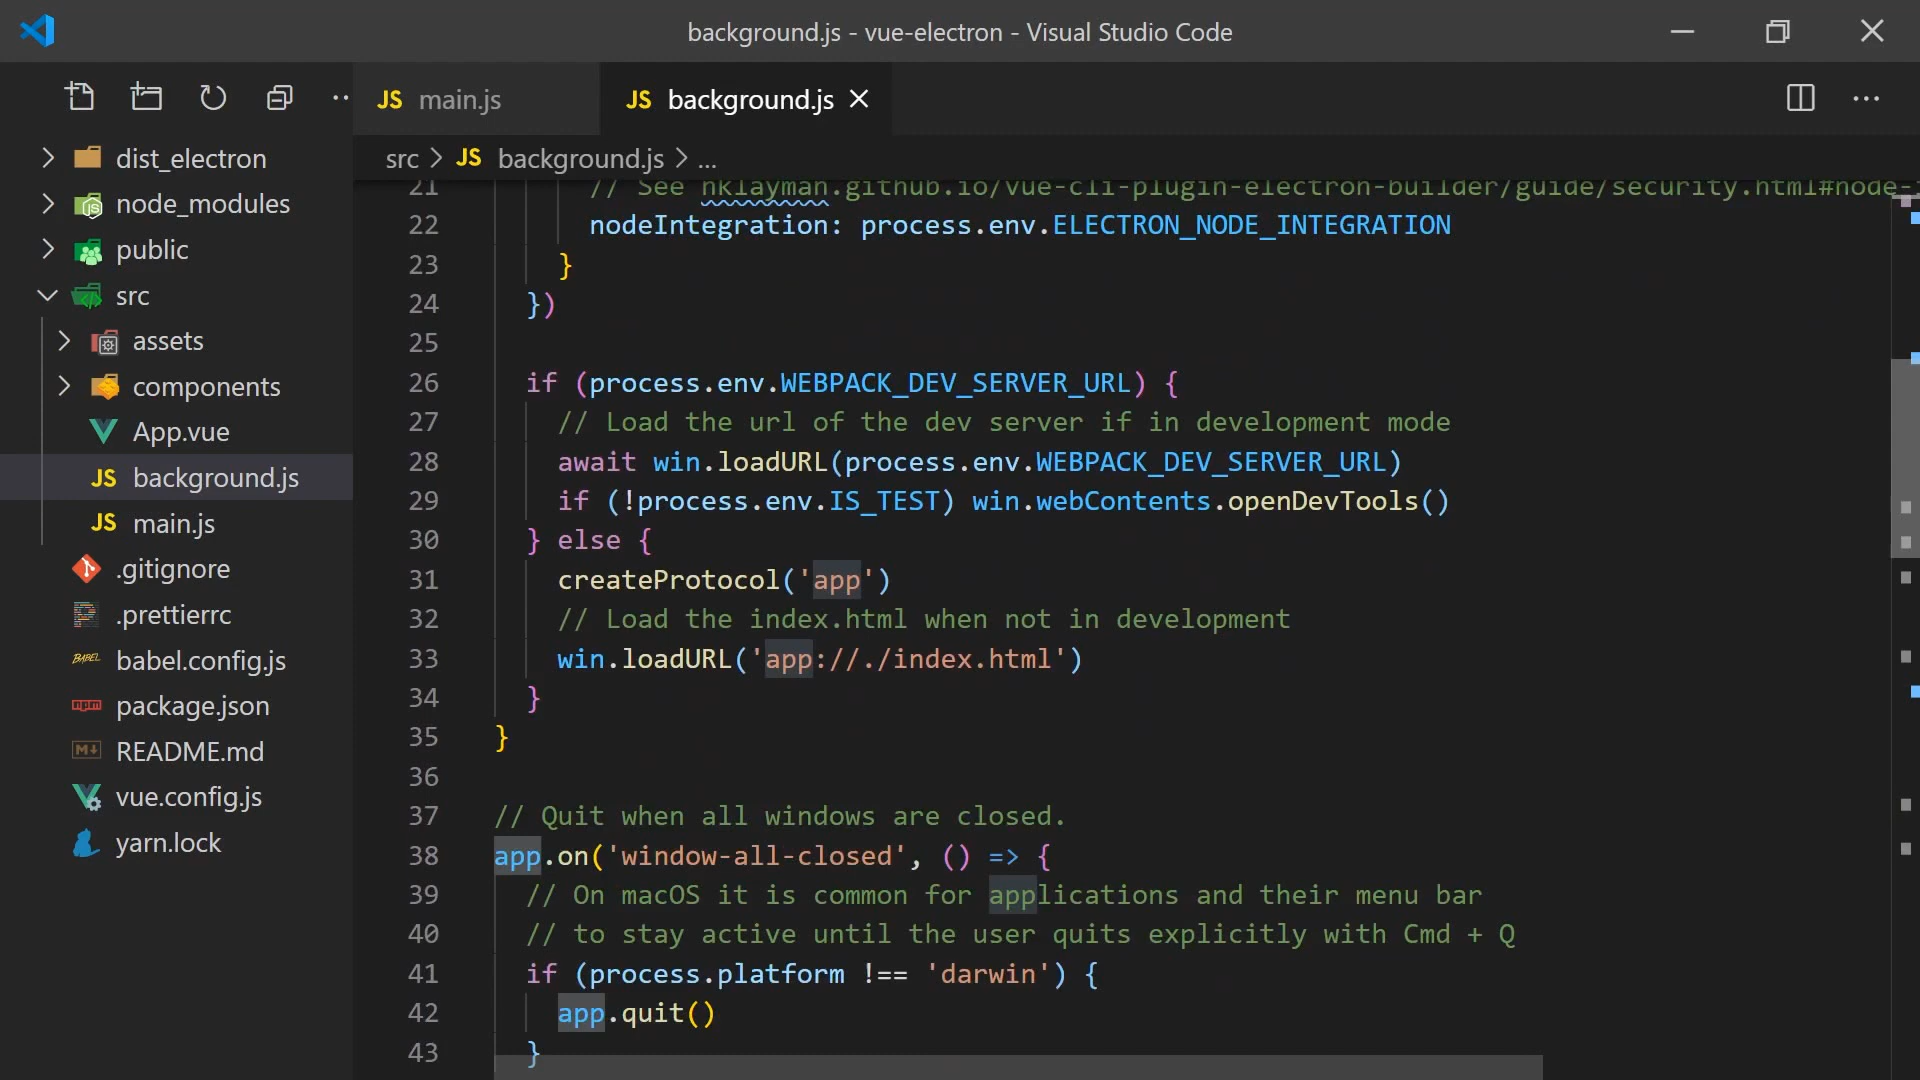 background.js - vue-electron - Visual Studio Code
JS main.js
JS background.js
src > JS background.js > ...
dist_electron
node_modules
public
src
assets
components
App.vue
JS background.js
JS main.js
.gitignore
.prettierrc
BABEL babel.config.js
npm package.json
M README.md
vue.config.js
yarn.lock
21 // See nklayman.github.io/vue-cli-plugin-electron-builder/guide/security.html#node-
22 nodeIntegration: process.env.ELECTRON_NODE_INTEGRATION
23 }
24 })
25
26 if (process.env.WEBPACK_DEV_SERVER_URL) {
27 // Load the url of the dev server if in development mode
28 await win.loadURL(process.env.WEBPACK_DEV_SERVER_URL)
29 if (!process.env.IS_TEST) win.webContents.openDevTools()
30 } else {
31 createProtocol('app')
32 // Load the index.html when not in development
33 win.loadURL('app://./index.html')
34 }
35 }
36
37 // Quit when all windows are closed.
38 app.on('window-all-closed', () => {
39 // On macOS it is common for applications and their menu bar
40 // to stay active until the user quits explicitly with Cmd + Q
41 if (process.platform !== 'darwin') {
42 app.quit()
43 }